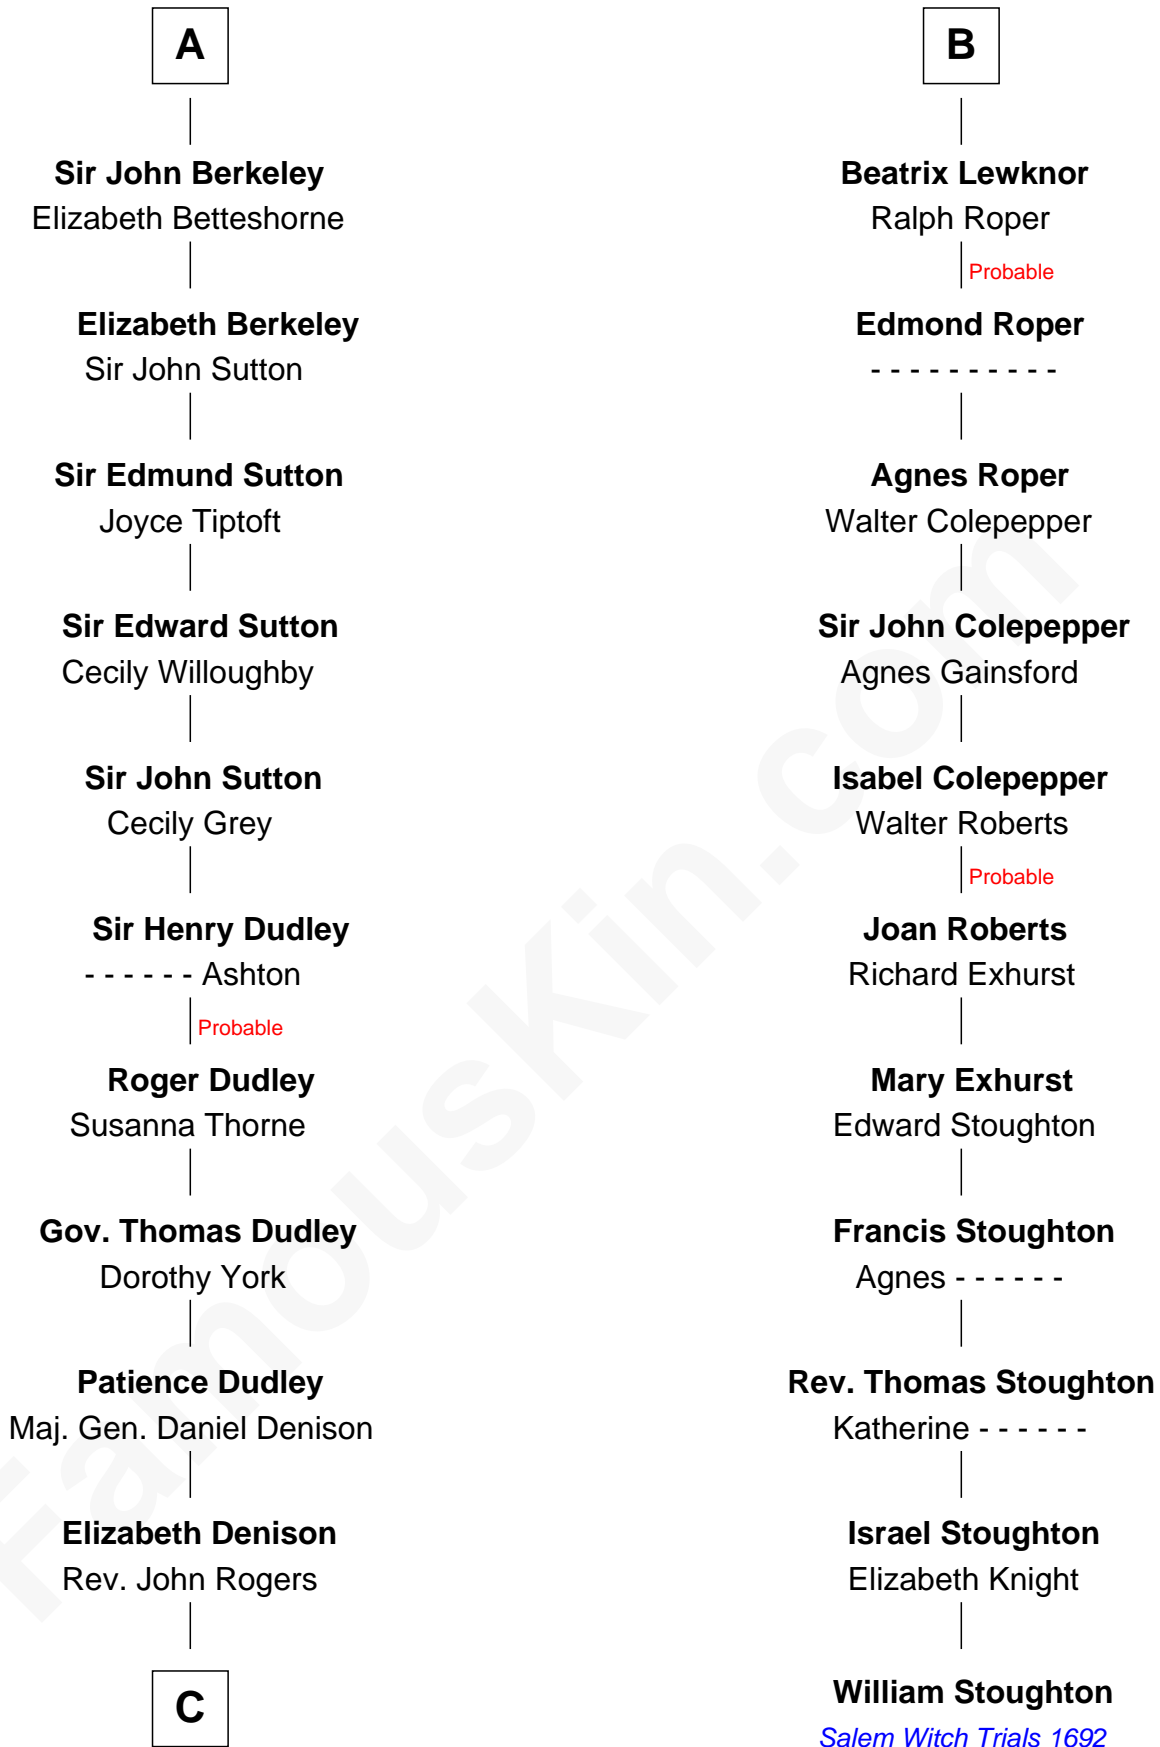 A
Sir John Berkeley
Elizabeth Betteshorne
Elizabeth Berkeley
Sir John Sutton
Sir Edmund Sutton
Joyce Tiptoft
Sir Edward Sutton
Cecily Willoughby
Sir John Sutton
Cecily Grey
Sir Henry Dudley
- - - - - - Ashton
Probable
Roger Dudley
Susanna Thorne
Gov. Thomas Dudley
Dorothy York
Patience Dudley
Maj. Gen. Daniel Denison
Elizabeth Denison
Rev. John Rogers
C
B
Beatrix Lewknor
Ralph Roper
Probable
Edmond Roper
- - - - - - - - - -
Agnes Roper
Walter Colepepper
Sir John Colepepper
Agnes Gainsford
Isabel Colepepper
Walter Roberts
Probable
Joan Roberts
Richard Exhurst
Mary Exhurst
Edward Stoughton
Francis Stoughton
Agnes - - - - - -
Rev. Thomas Stoughton
Katherine - - - - - -
Israel Stoughton
Elizabeth Knight
William Stoughton
Salem Witch Trials 1692
FamousKin.com